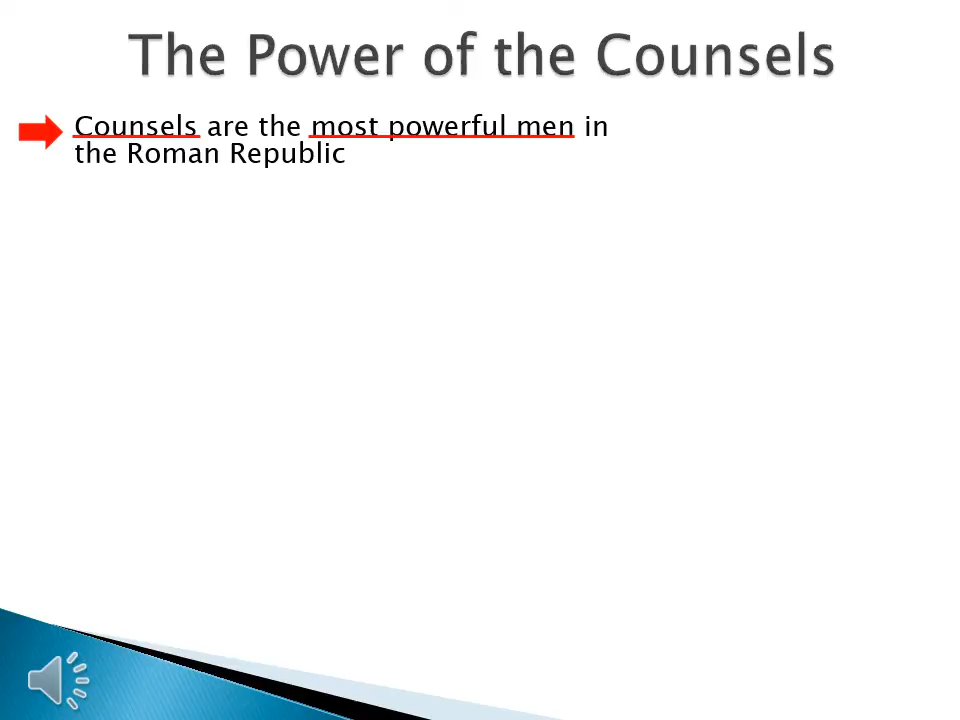 The Power of the Counsels
Counsels are the most powerful men in
the Roman Republic